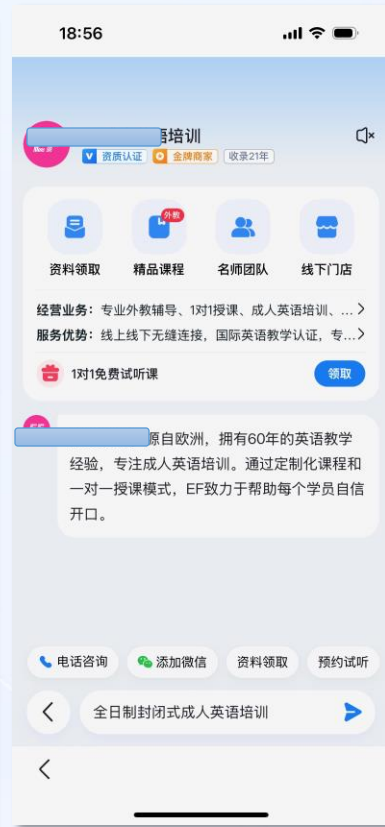 18:56
语培训
V 资质认证 金牌商家 收录21年
外教
资料领取 精品课程 名师团队 线下门店
经营业务：专业外教辅导、1对1授课、成人英语培训、…
服务优势：线上线下无缝连接，国际英语教学认证，专…
1对1免费试听课 领取
源自欧洲，拥有60年的英语教学
经验，专注成人英语培训。通过定制化课程和
一对一授课模式，EF致力于帮助每个学员自信
开口。
电话咨询 添加微信 资料领取 预约试听
全日制封闭式成人英语培训